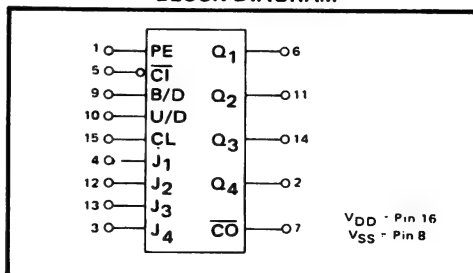 BLOCK DIAGRAM
1 PE Q1 6
5 CI
9 B/D Q2 11
10 U/D
15 CL Q3 14
4 J1
12 J2 Q4 2
13 J3
3 J4 CO 7
VDD - Pin 16
VSS - Pin 8